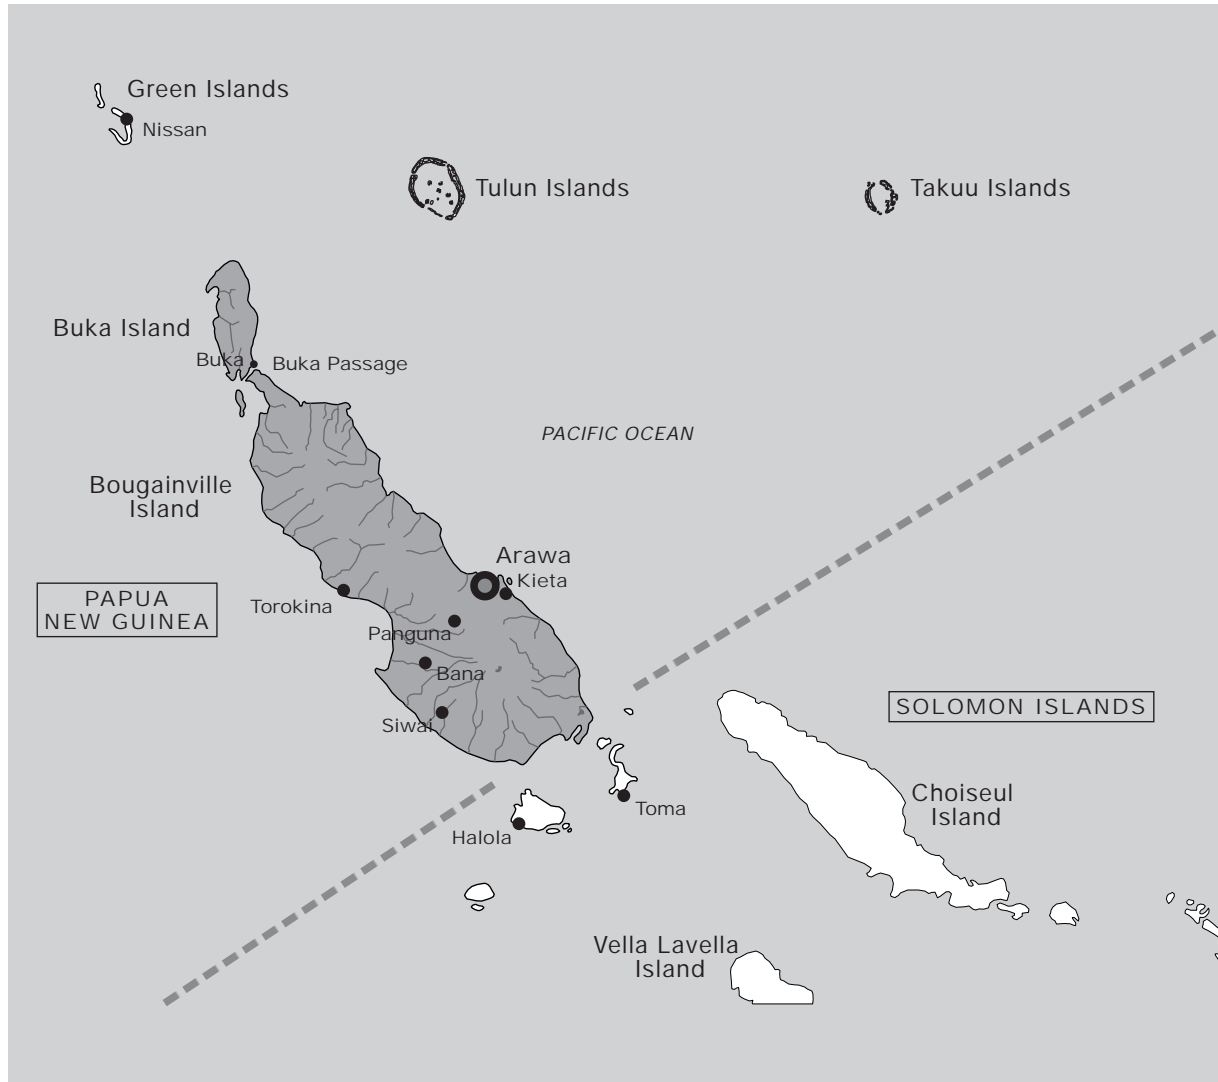 Green Islands
Nissan
Tulun Islands
Takuu Islands
Buka Island
Buka
Buka Passage
PACIFIC OCEAN
Bougainville
Island
Arawa
Kieta
PAPUA
NEW GUINEA
Torokina
Panguna
Bana
Siwai
SOLOMON ISLANDS
Choiseul
Island
Toma
Halola
Vella Lavella
Island